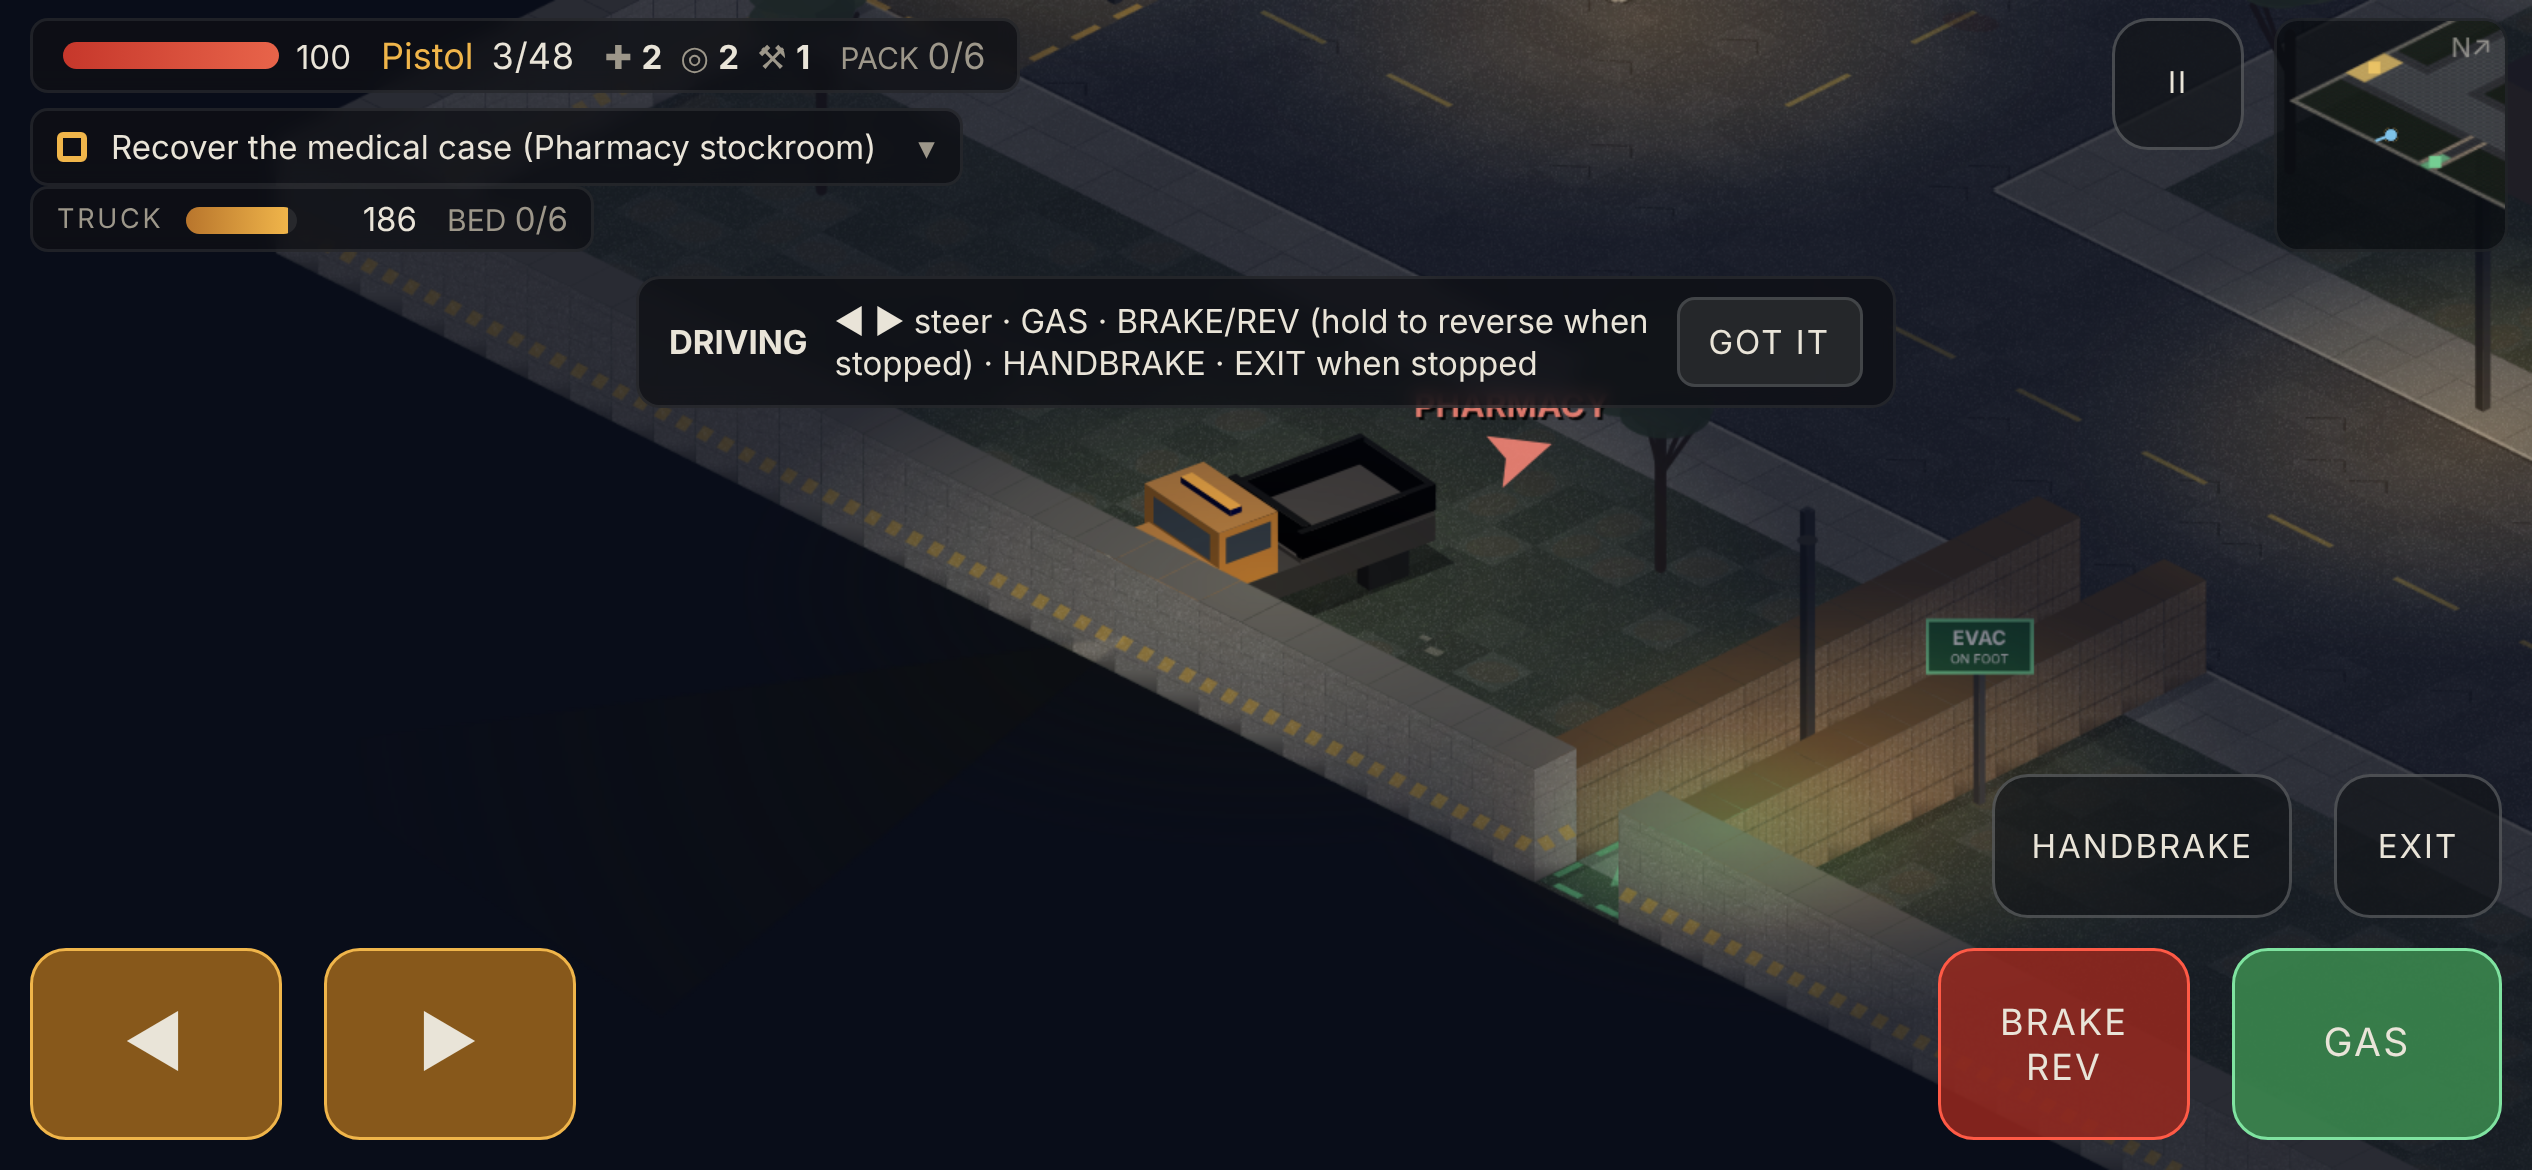 100 Pistol 3/48 ✚ 2 ◎ 2 ⚒ 1 PACK 0/6
II
N↗
Recover the medical case (Pharmacy stockroom) ▼
TRUCK 186 BED 0/6
DRIVING
◀ ▶ steer · GAS · BRAKE/REV (hold to reverse when
stopped) · HANDBRAKE · EXIT when stopped
GOT IT
PHARMACY
EVAC
ON FOOT
HANDBRAKE
EXIT
◀
▶
BRAKE
REV
GAS